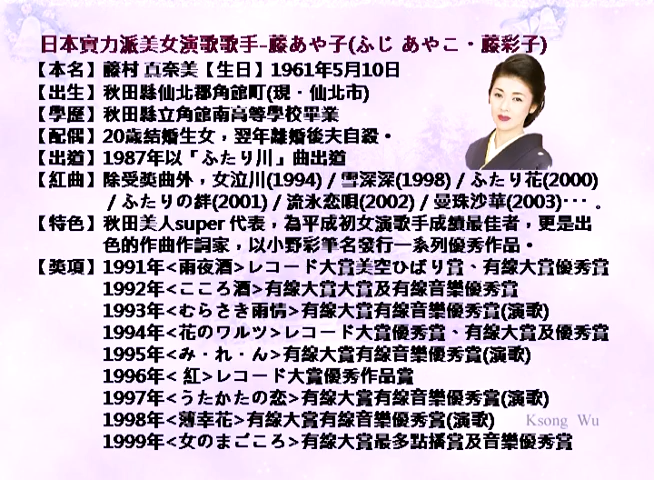 日本實力派美女演歌歌手-藤あや子(ふじ あやこ・藤彩子)
【本名】藤村 真奈美【生日】1961年5月10日
【出生】秋田縣仙北郡角館町(現・仙北市)
【學歷】秋田縣立角館南高等學校畢業
【配偶】20歲結婚生女，翌年離婚後夫自殺。
【出道】1987年以「ふたり川」曲出道
【紅曲】除受獎曲外，女泣川(1994) / 雪深深(1998) / ふたり花(2000)
/ ふたりの絆(2001) / 流氷恋唄(2002) / 曼珠沙華(2003)… 。
【特色】秋田美人super 代表，為平成初女演歌手成績最佳者，更是出
色的作曲作詞家，以小野彩筆名發行一系列優秀作品。
【獎項】1991年<雨夜酒>レコード大賞美空ひばり賞、有線大賞優秀賞
1992年<こころ酒>有線大賞大賞及有線音樂優秀賞
1993年<むらさき雨情>有線大賞有線音樂優秀賞(演歌)
1994年<花のワルツ>レコード大賞優秀賞、有線大賞及優秀賞
1995年<み・れ・ん>有線大賞有線音樂優秀賞(演歌)
1996年< 紅>レコード大賞優秀作品賞
1997年<うたかたの恋>有線大賞有線音樂優秀賞(演歌)
1998年<薄幸花>有線大賞有線音樂優秀賞(演歌)
Ksong Wu
1999年<女のまごころ>有線大賞最多點播賞及音樂優秀賞